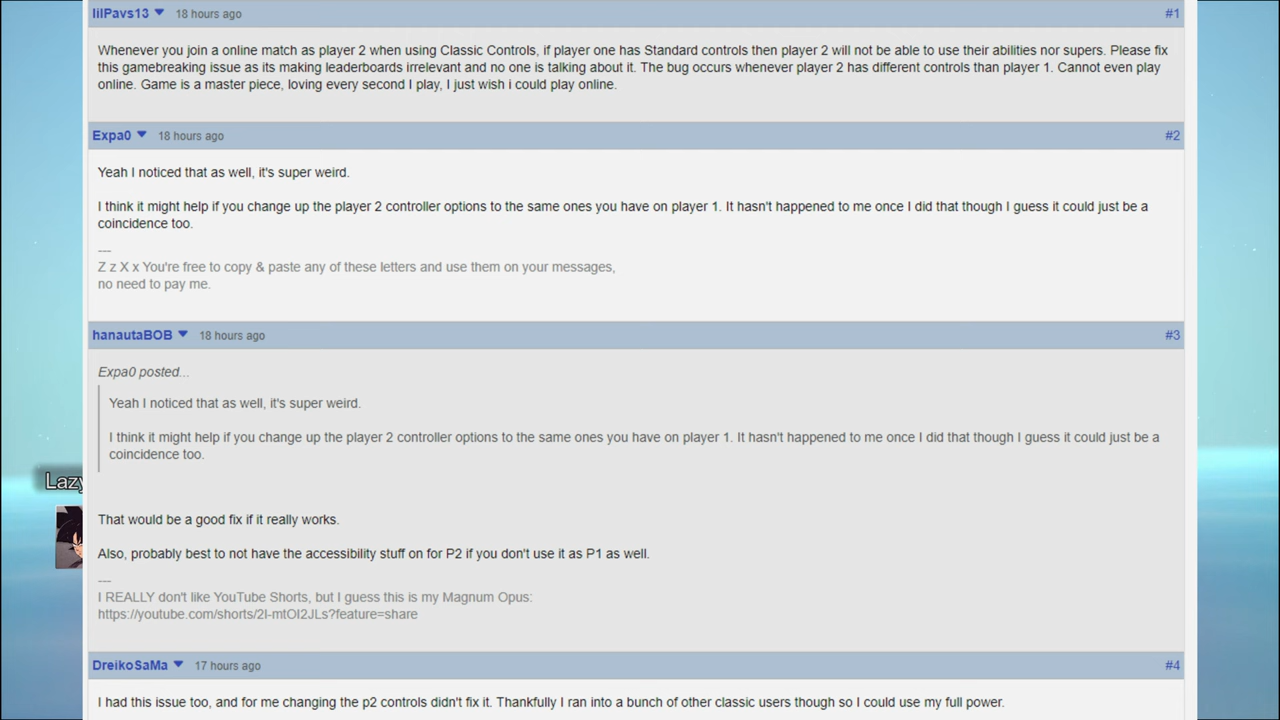 lilPavs13 18 hours ago #1
Whenever you join a online match as player 2 when using Classic Controls, if player one has Standard controls then player 2 will not be able to use their abilities nor supers. Please fix
this gamebreaking issue as its making leaderboards irrelevant and no one is talking about it. The bug occurs whenever player 2 has different controls than player 1. Cannot even play
online. Game is a master piece, loving every second I play, I just wish i could play online.
Expa0 18 hours ago #2
Yeah I noticed that as well, it's super weird.
I think it might help if you change up the player 2 controller options to the same ones you have on player 1. It hasn't happened to me once I did that though I guess it could just be a
coincidence too.
---
Z z X x You're free to copy & paste any of these letters and use them on your messages,
no need to pay me.
hanautaBOB 18 hours ago #3
Expa0 posted...
Yeah I noticed that as well, it's super weird.
I think it might help if you change up the player 2 controller options to the same ones you have on player 1. It hasn't happened to me once I did that though I guess it could just be a
coincidence too.
Lazy
That would be a good fix if it really works.
Also, probably best to not have the accessibility stuff on for P2 if you don't use it as P1 as well.
---
I REALLY don't like YouTube Shorts, but I guess this is my Magnum Opus:
https://youtube.com/shorts/2I-mtOI2JLs?feature=share
DreikoSaMa 17 hours ago #4
I had this issue too, and for me changing the p2 controls didn't fix it. Thankfully I ran into a bunch of other classic users though so I could use my full power.